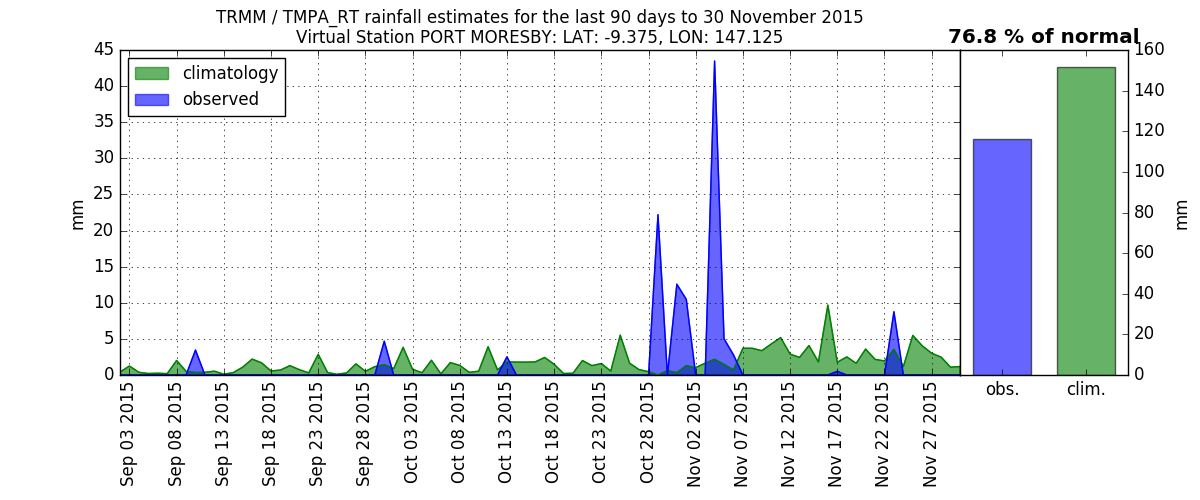 TRMM / TMPA_RT rainfall estimates for the last 90 days to 30 November 2015
Virtual Station PORT MORESBY: LAT: -9.375, LON: 147.125
76.8 % of normal
climatology
observed
45
40
35
30
25
20
15
10
5
0
mm
Sep 03 2015
Sep 08 2015
Sep 13 2015
Sep 18 2015
Sep 23 2015
Sep 28 2015
Oct 03 2015
Oct 08 2015
Oct 13 2015
Oct 18 2015
Oct 23 2015
Oct 28 2015
Nov 02 2015
Nov 07 2015
Nov 12 2015
Nov 17 2015
Nov 22 2015
Nov 27 2015
obs.
clim.
160
140
120
100
80
60
40
20
0
mm